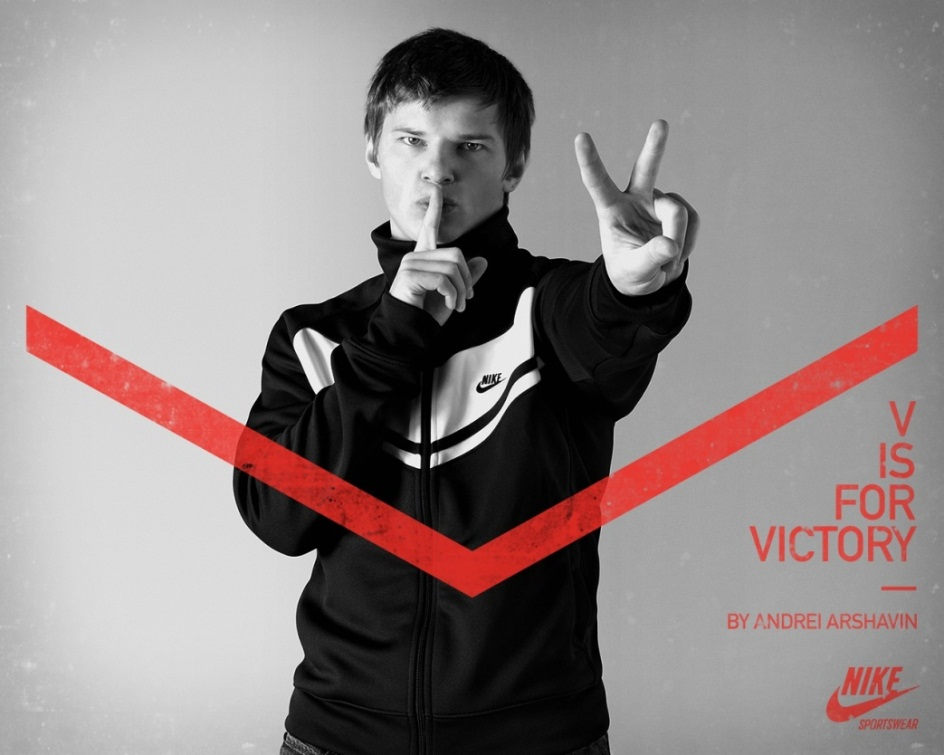 NIKE
V
IS
FOR
VICTORY
BY ANDREI ARSHAVIN
NIKE
SPORTSWEAR